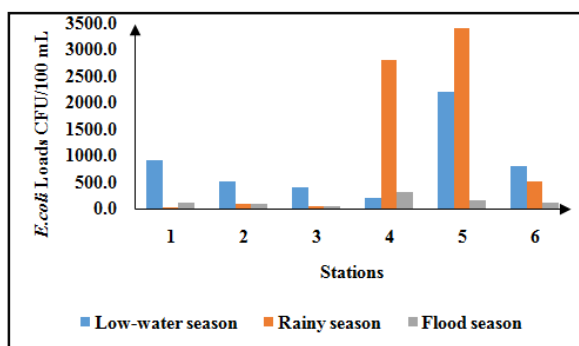 3500.0
3000.0
2500.0
2000.0
1500.0
1000.0
500.0
0.0
E.coli Loads CFU/100 mL
1 2 3 4 5 6
Stations
Low-water season Rainy season Flood season